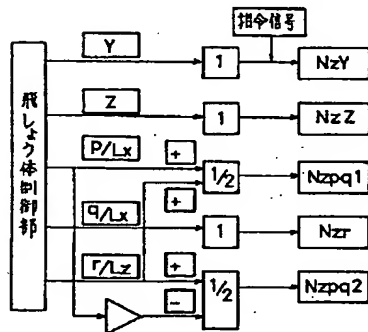 指令信号
Y
1
NzY
飛しょう体制御部
Z
1
NzZ
P/Lx
+
1/2
Nzpq1
+
q/Lx
1
Nzr
r/Lz
+
1/2
Nzpq2
−